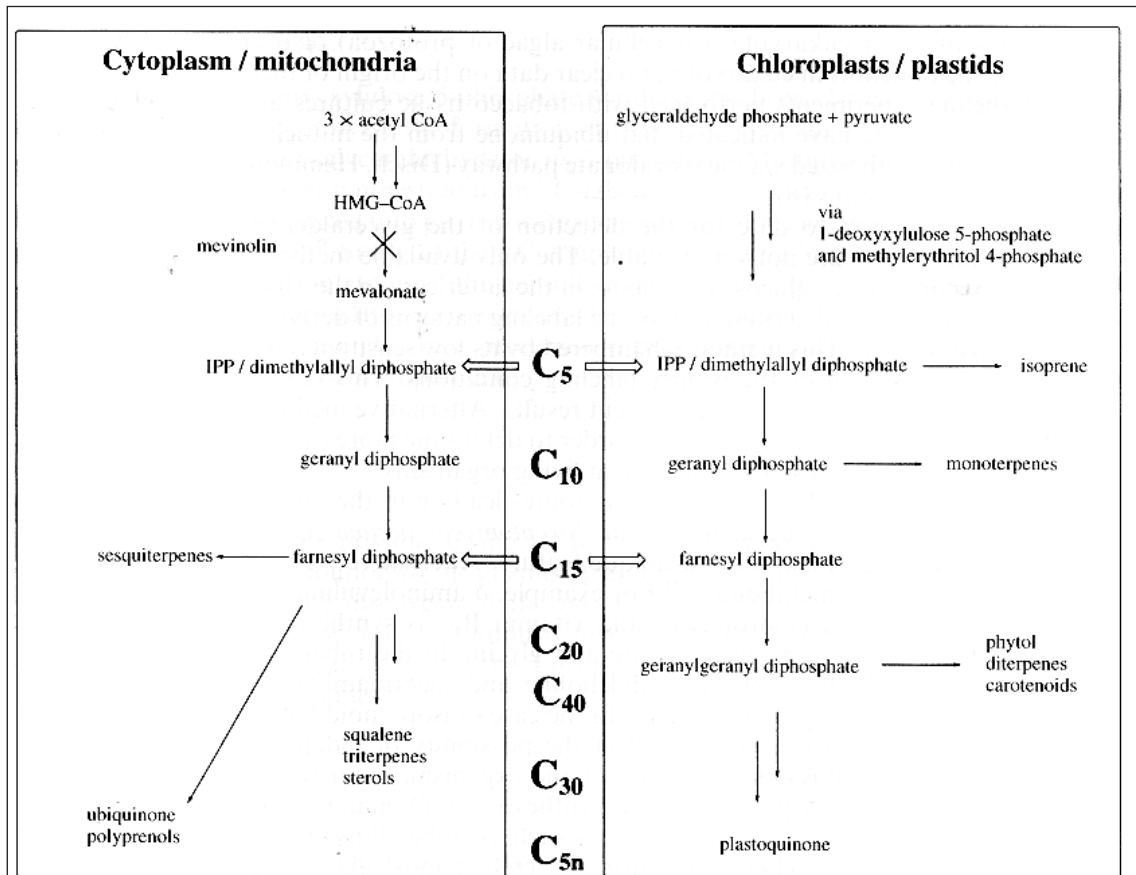 Cytoplasm / mitochondria
3 × acetyl CoA
HMG–CoA
mevinolin
mevalonate
IPP / dimethylallyl diphosphate
geranyl diphosphate
sesquiterpenes
farnesyl diphosphate
squalene
triterpenes
sterols
ubiquinone
polyprenols
C5
C10
C15
C20
C40
C30
C5n
Chloroplasts / plastids
glyceraldehyde phosphate + pyruvate
via
1-deoxyxylulose 5-phosphate
and methylerythritol 4-phosphate
IPP / dimethylallyl diphosphate
isoprene
geranyl diphosphate
monoterpenes
farnesyl diphosphate
geranylgeranyl diphosphate
phytol
diterpenes
carotenoids
plastoquinone